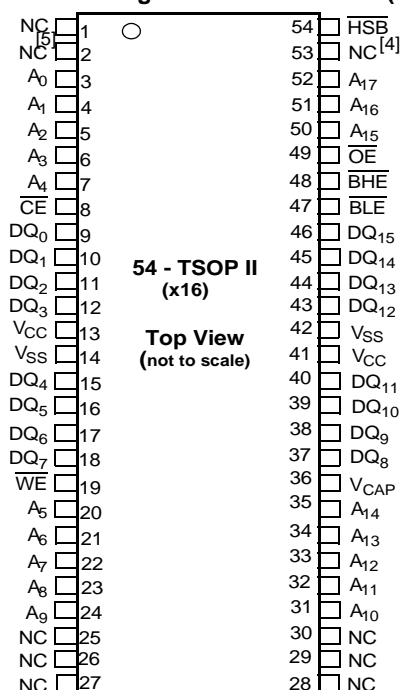 NC 1 54 HSB
[5] NC 2 53 NC [4]
A0 3 52 A17
A1 4 51 A16
A2 5 50 A15
A3 6 49 OE
A4 7 48 BHE
CE 8 47 BLE
DQ0 9 46 DQ15
DQ1 10 45 DQ14
54 - TSOP II
DQ2 11 44 DQ13
(x16)
DQ3 12 43 DQ12
VCC 13 42 VSS
Top View
VSS 14 41 VCC
(not to scale)
DQ4 15 40 DQ11
DQ5 16 39 DQ10
DQ6 17 38 DQ9
DQ7 18 37 DQ8
WE 19 36 VCAP
A5 20 35 A14
A6 21 34 A13
A7 22 33 A12
A8 23 32 A11
A9 24 31 A10
NC 25 30 NC
NC 26 29 NC
NC 27 28 NC